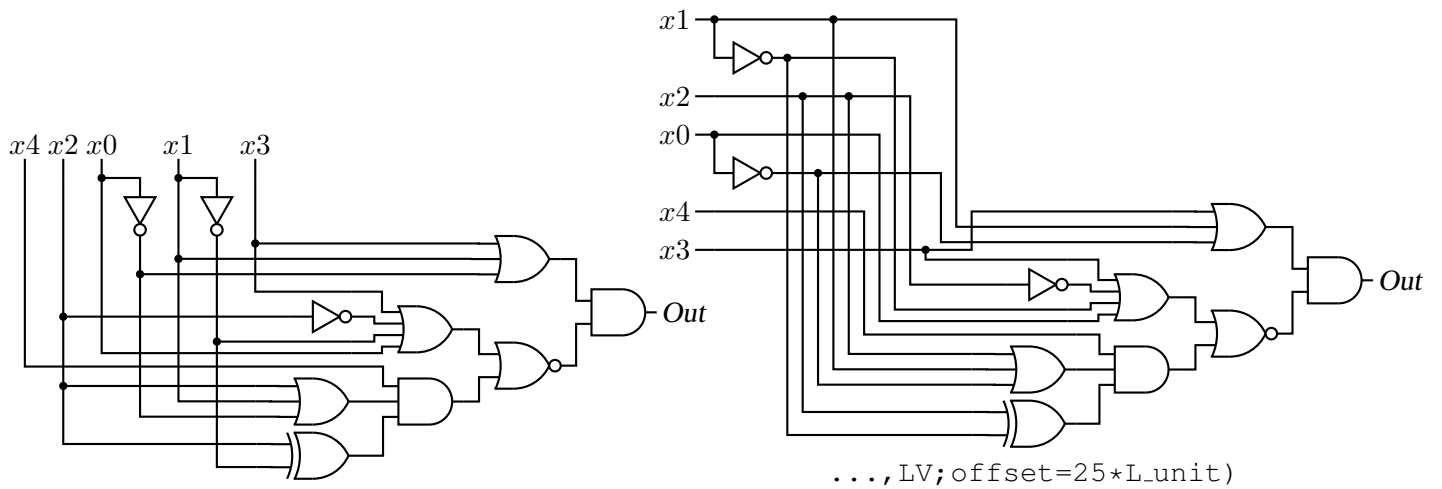 x4 x2 x0 x1 x3
Out
x1
x2
x0
x4
x3
Out
...,LV;offset=25*L_unit)